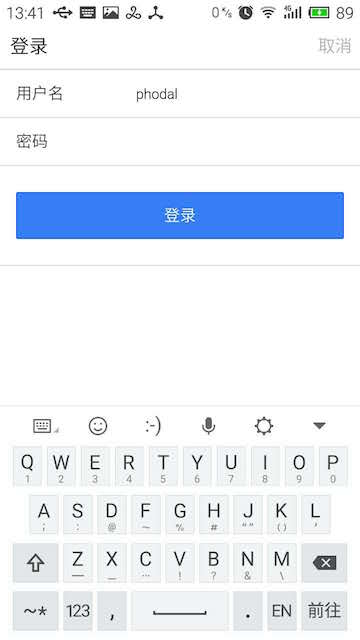 13:41 0 K/s 4G 89
登录 取消
用户名 phodal
密码
登录
:-)
Q W E R T Y U I O P
1 2 3 4 5 6 7 8 9 0
A S D F G H J K L
; : @ ~ % # “ ” ( ) ’
Z X C V B N M
— _ … ! ? & \
~* 123 , . EN 前往